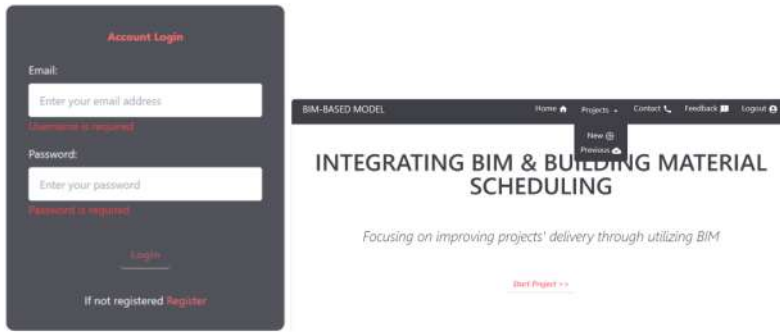 Account Login
Email:
Enter your email address
Username is required
Password:
Enter your password
Password is required
Login
If not registered Register
BIM-BASED MODEL Home Projects Contact Feedback Logout
New
Previous
INTEGRATING BIM & BUILDING MATERIAL
SCHEDULING
Focusing on improving projects' delivery through utilizing BIM
Start Project >>